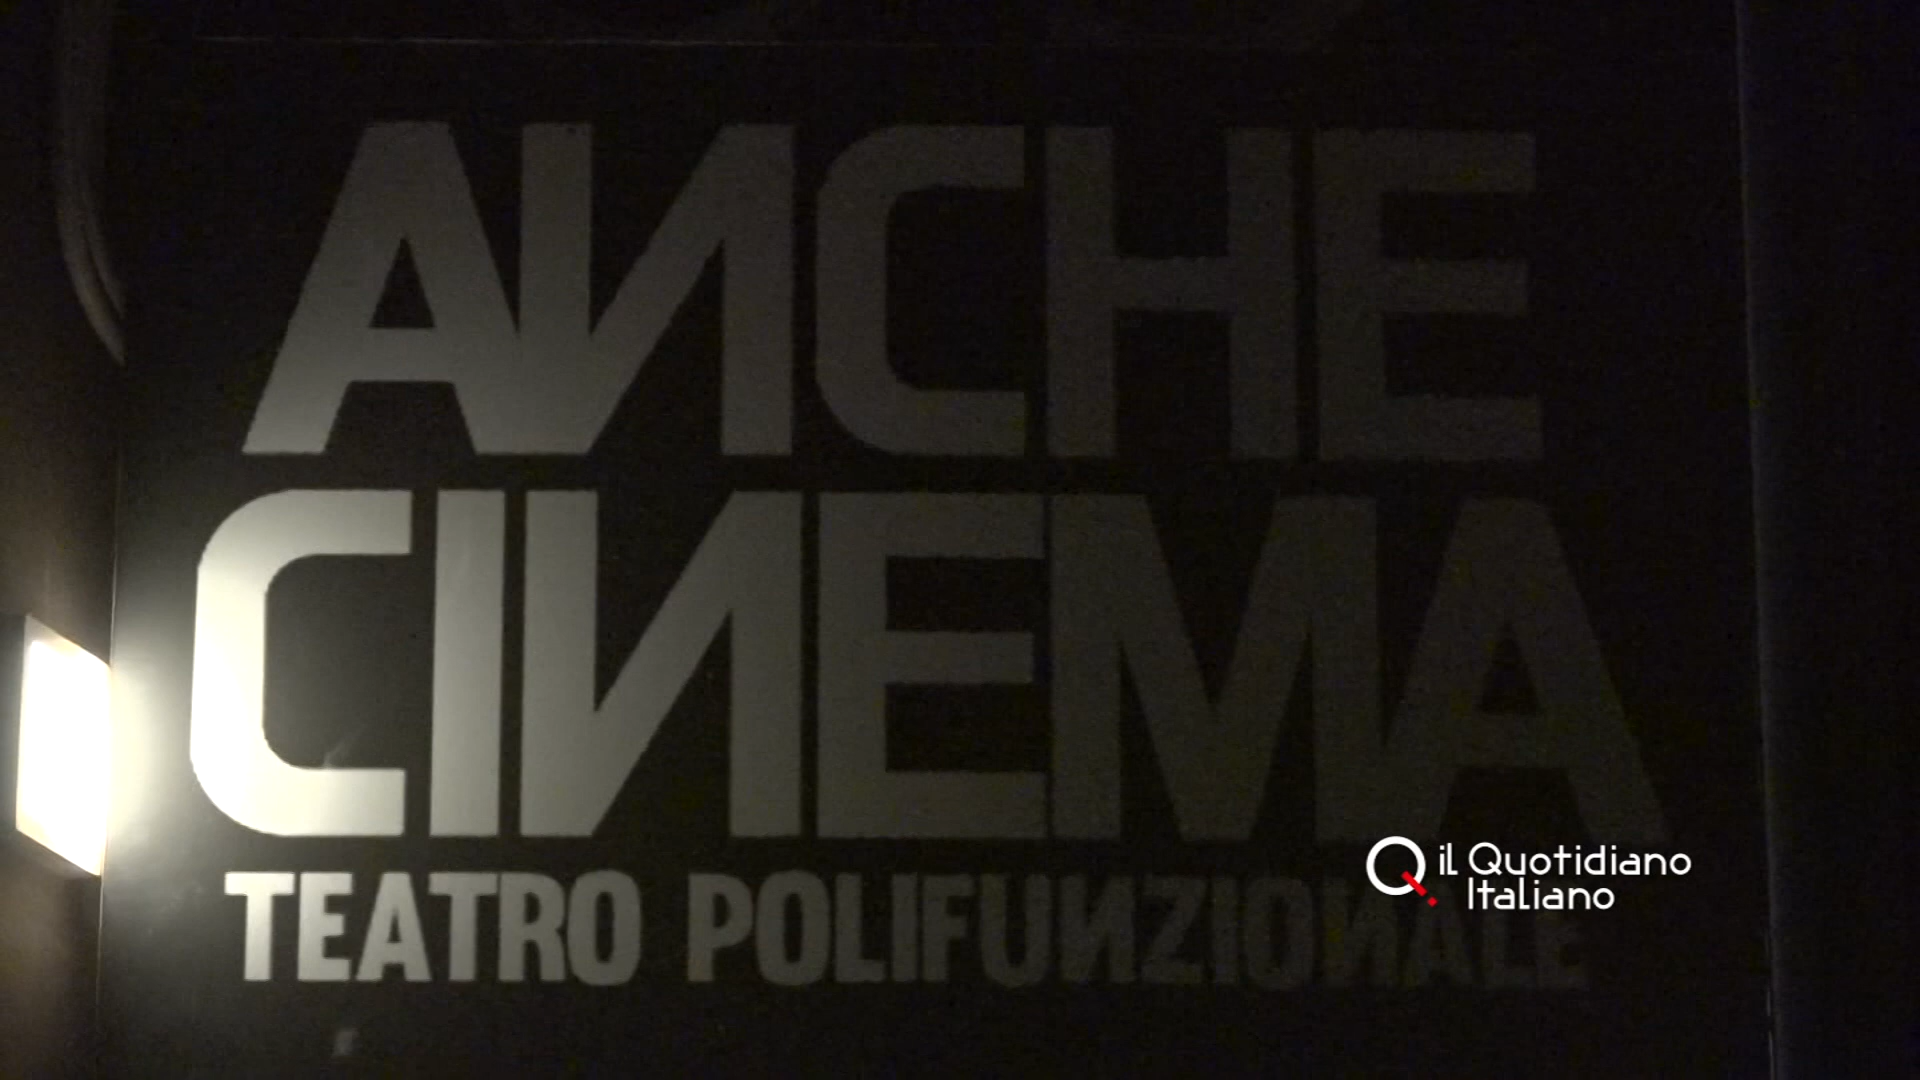 ANCHE
CINEMA
TEATRO POLIFUNZIONALE
il Quotidiano
Italiano